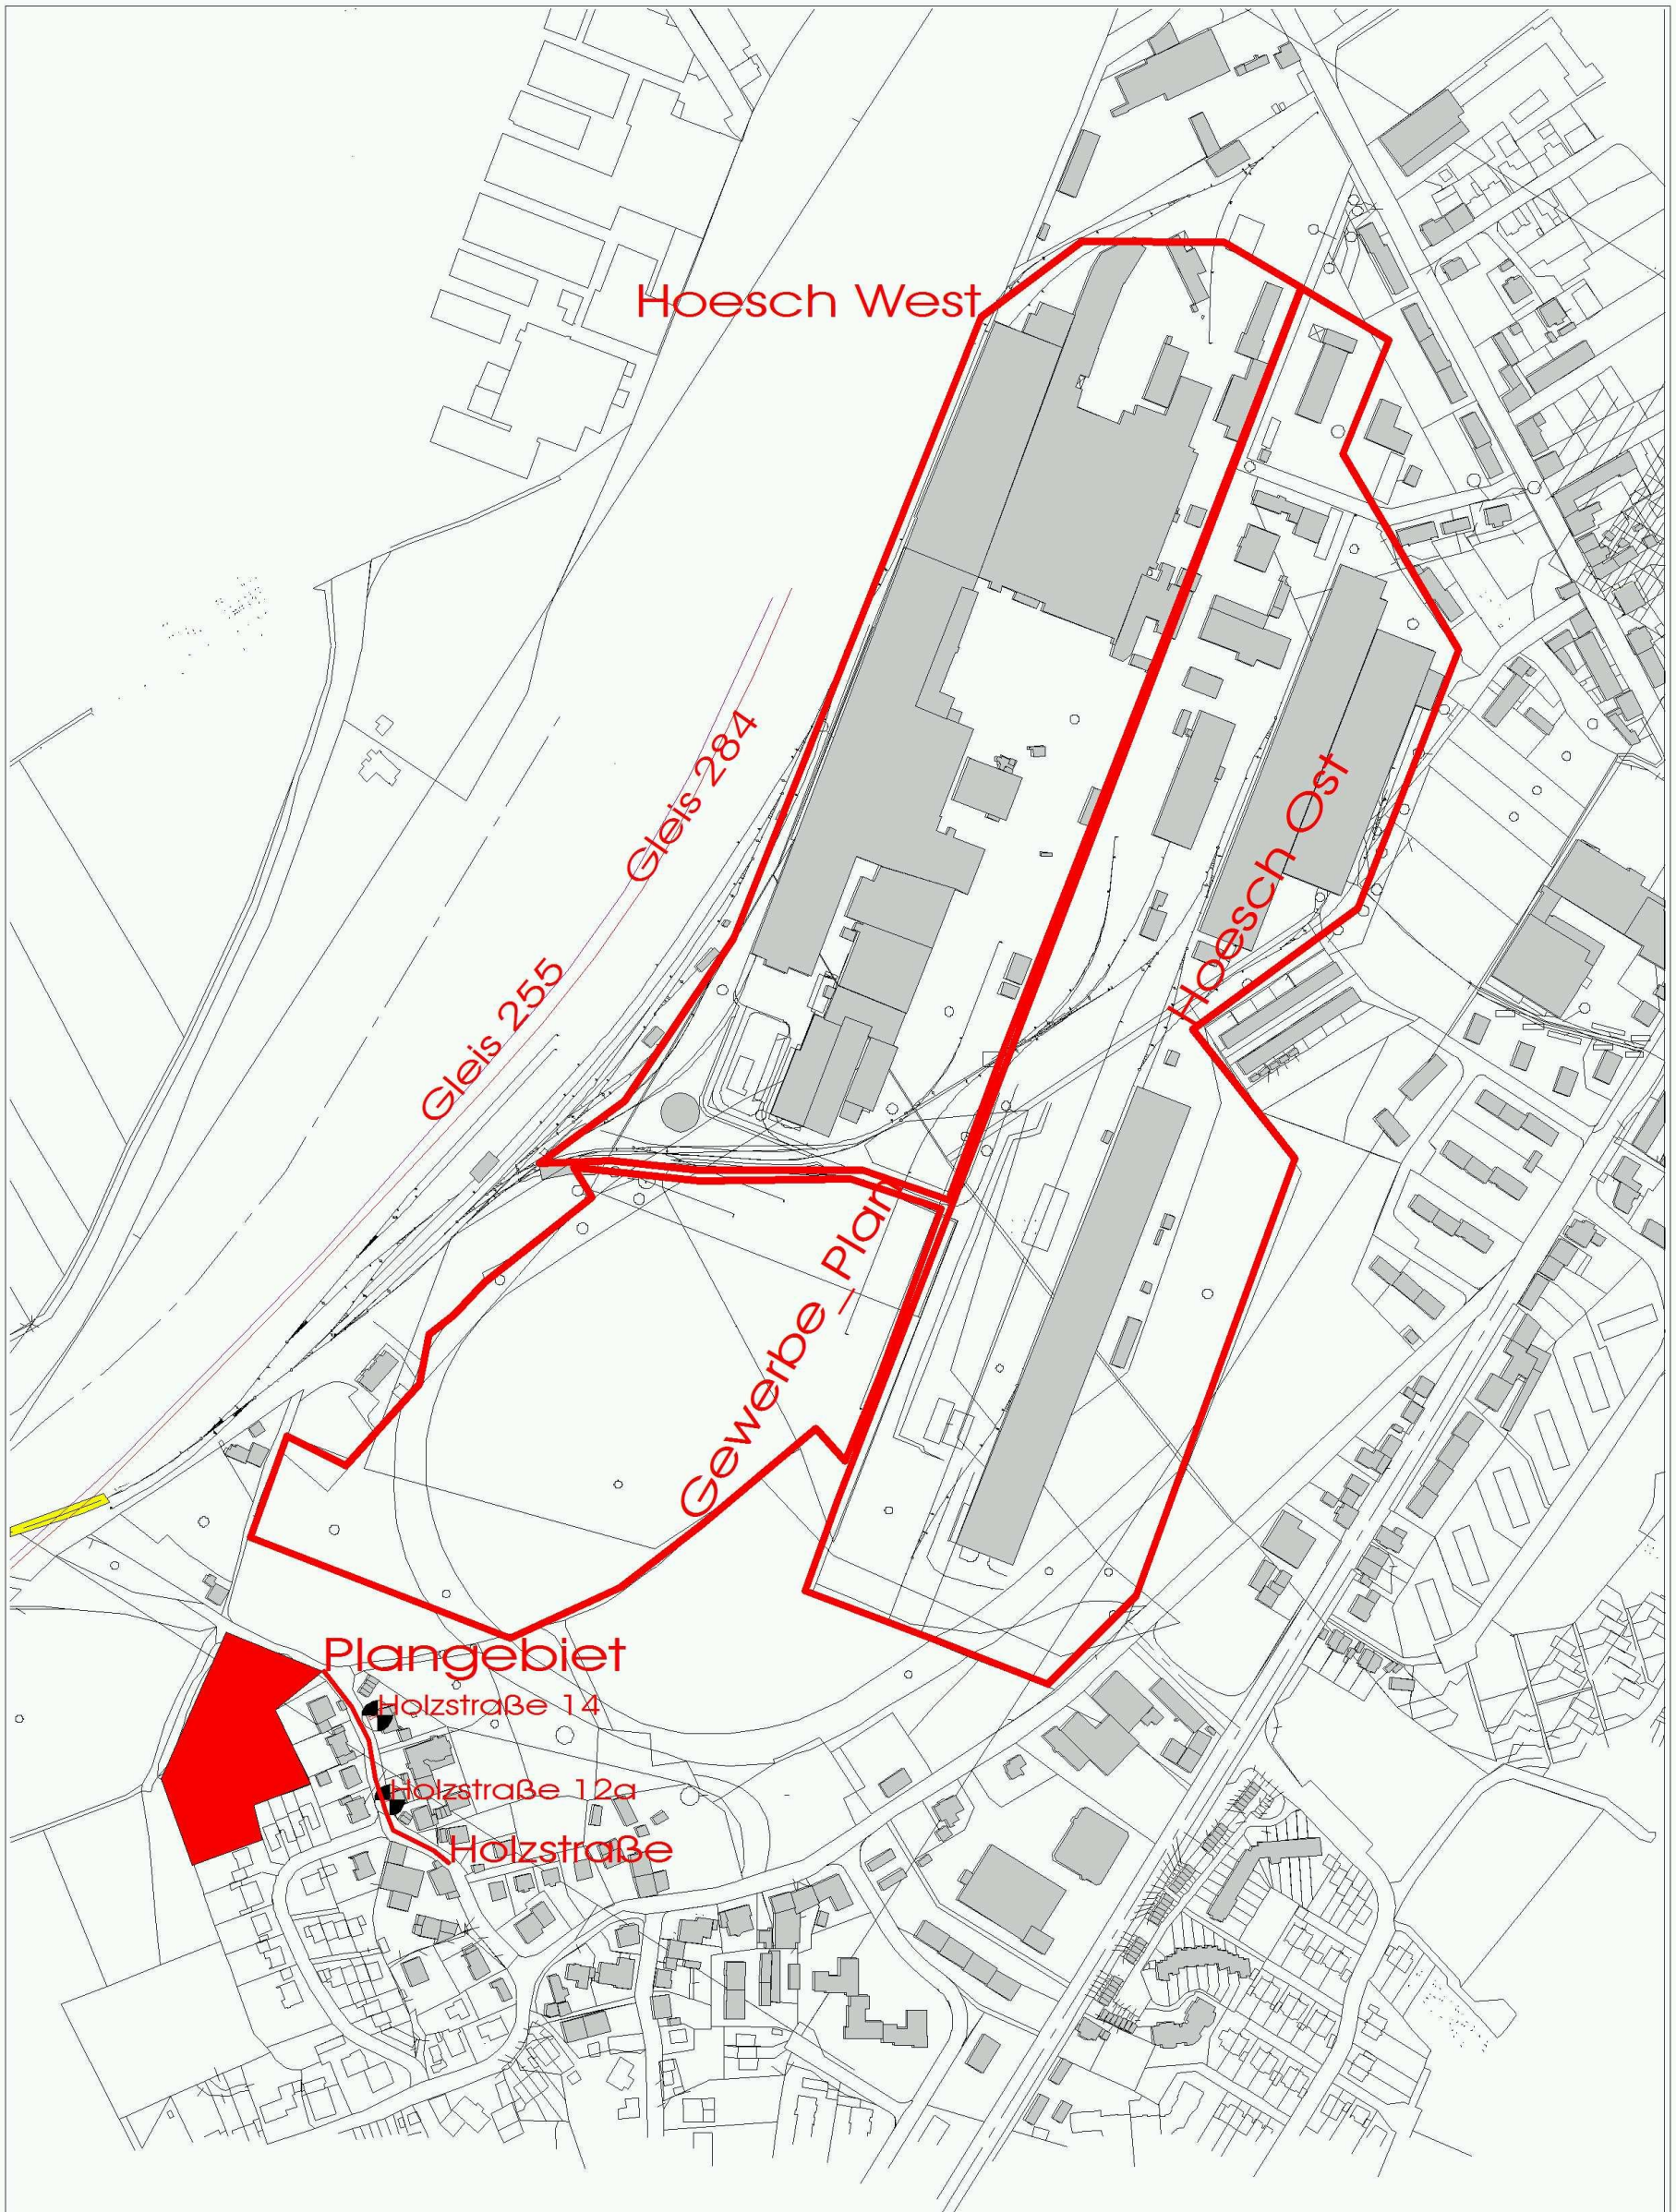 Hoesch West
Gleis 284
Hoesch Ost
Gleis 255
Gewerbe_Plan
Plangebiet
Holzstraße 14
Holzstraße 12a
Holzstraße